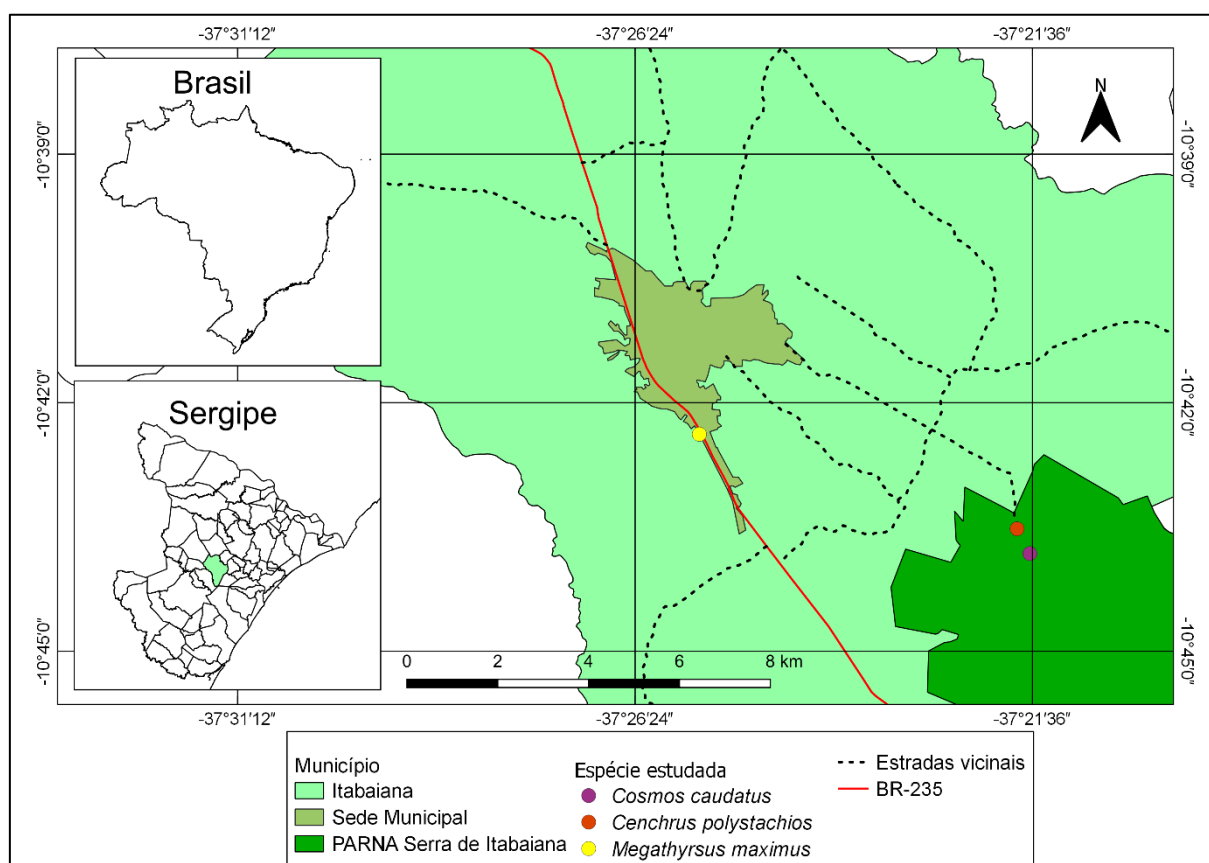 -37°31'12" -37°26'24" -37°21'36"
Brasil
N
-10°39'0" -10°39'0"
Sergipe
-10°42'0" -10°42'0"
-10°45'0" -10°45'0"
0 2 4 6 8 km
-37°31'12" -37°26'24" -37°21'36"
Município
Itabaiana
Sede Municipal
PARNA Serra de Itabaiana
Espécie estudada
Cosmos caudatus
Cenchrus polystachios
Megathyrsus maximus
Estradas vicinais
BR-235